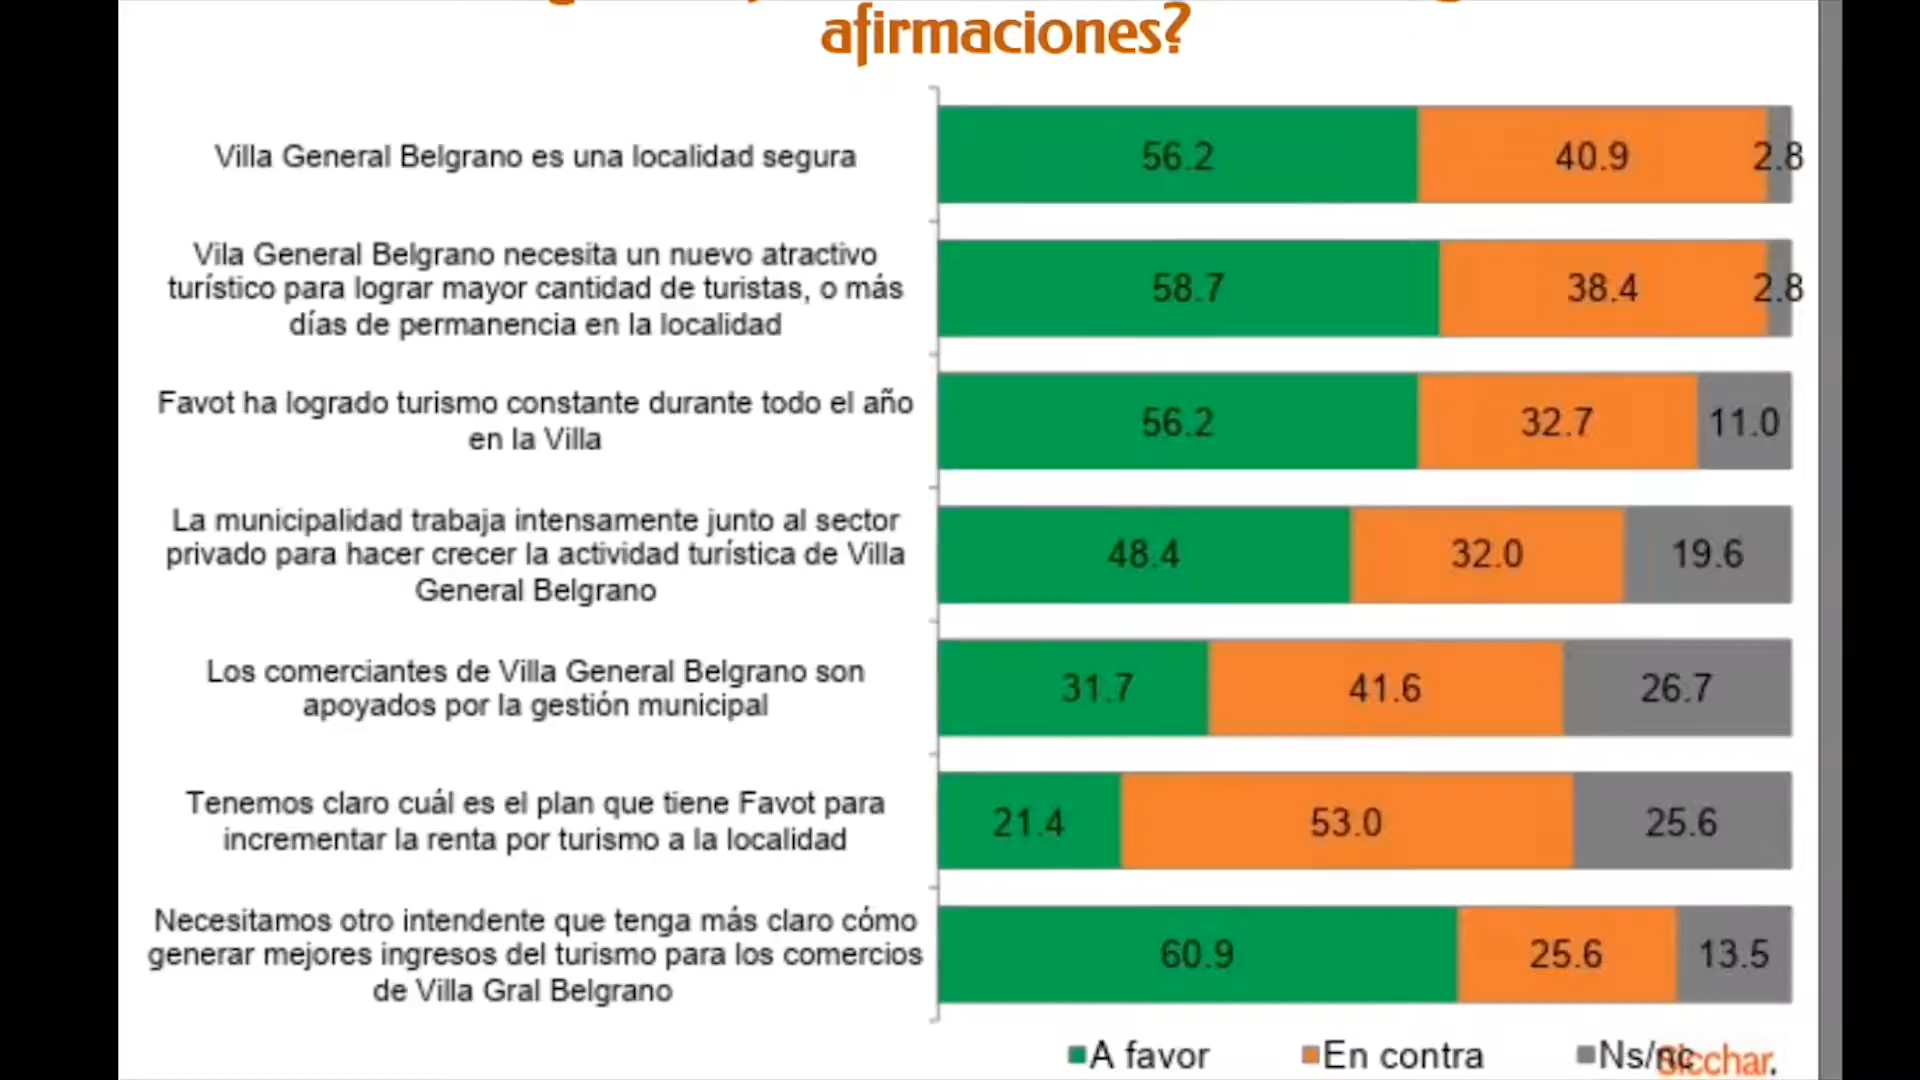 afirmaciones?
Villa General Belgrano es una localidad segura
56.2 40.9 2.8
Vila General Belgrano necesita un nuevo atractivo
turístico para lograr mayor cantidad de turistas, o más
días de permanencia en la localidad
58.7 38.4 2.8
Favot ha logrado turismo constante durante todo el año
en la Villa
56.2 32.7 11.0
La municipalidad trabaja intensamente junto al sector
privado para hacer crecer la actividad turística de Villa
General Belgrano
48.4 32.0 19.6
Los comerciantes de Villa General Belgrano son
apoyados por la gestión municipal
31.7 41.6 26.7
Tenemos claro cuál es el plan que tiene Favot para
incrementar la renta por turismo a la localidad
21.4 53.0 25.6
Necesitamos otro intendente que tenga más claro cómo
generar mejores ingresos del turismo para los comercios
de Villa Gral Belgrano
60.9 25.6 13.5
A favor En contra Ns/nc